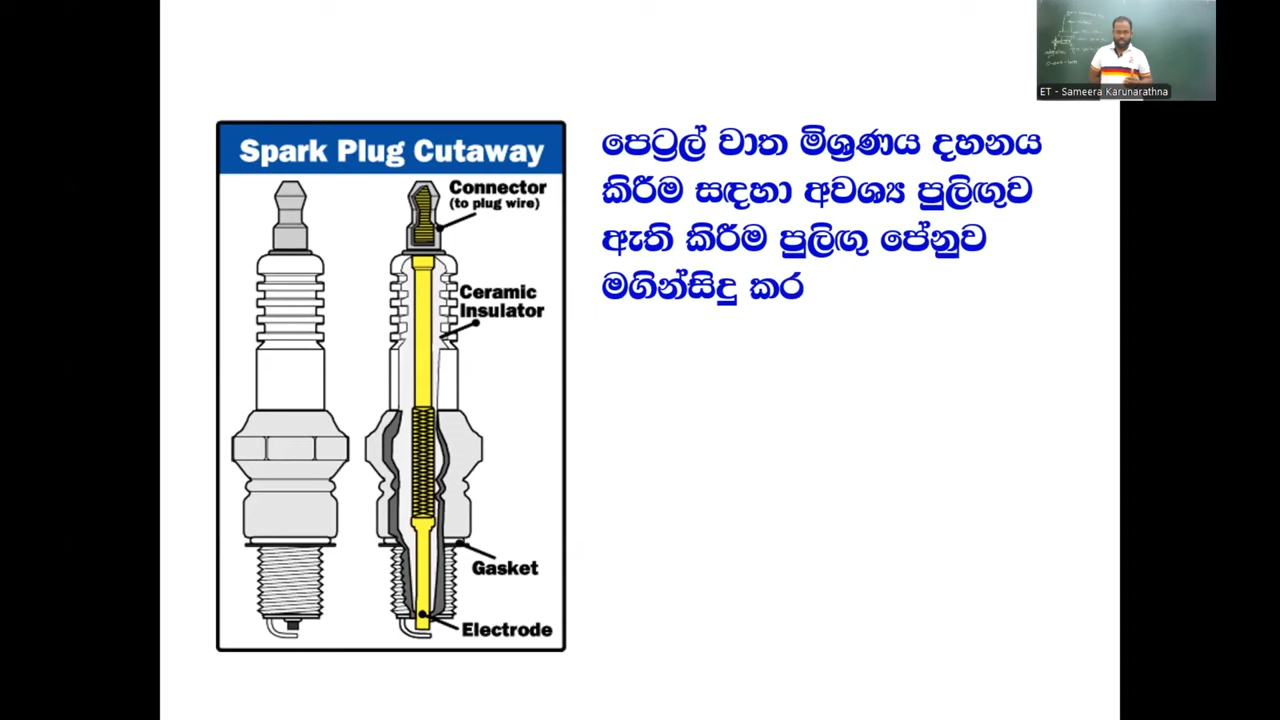 Spark Plug Cutaway
Connector
(to plug wire)
Ceramic
Insulator
Gasket
Electrode
පෙට්‍රල් වාත මිශ්‍රණය දහනය
කිරීම සඳහා අවශ්‍ය පුලිඟුව
ඇති කිරීම පුලිඟු පේනුව
මගින්සිදු කර
ET - Sameera Karunarathna